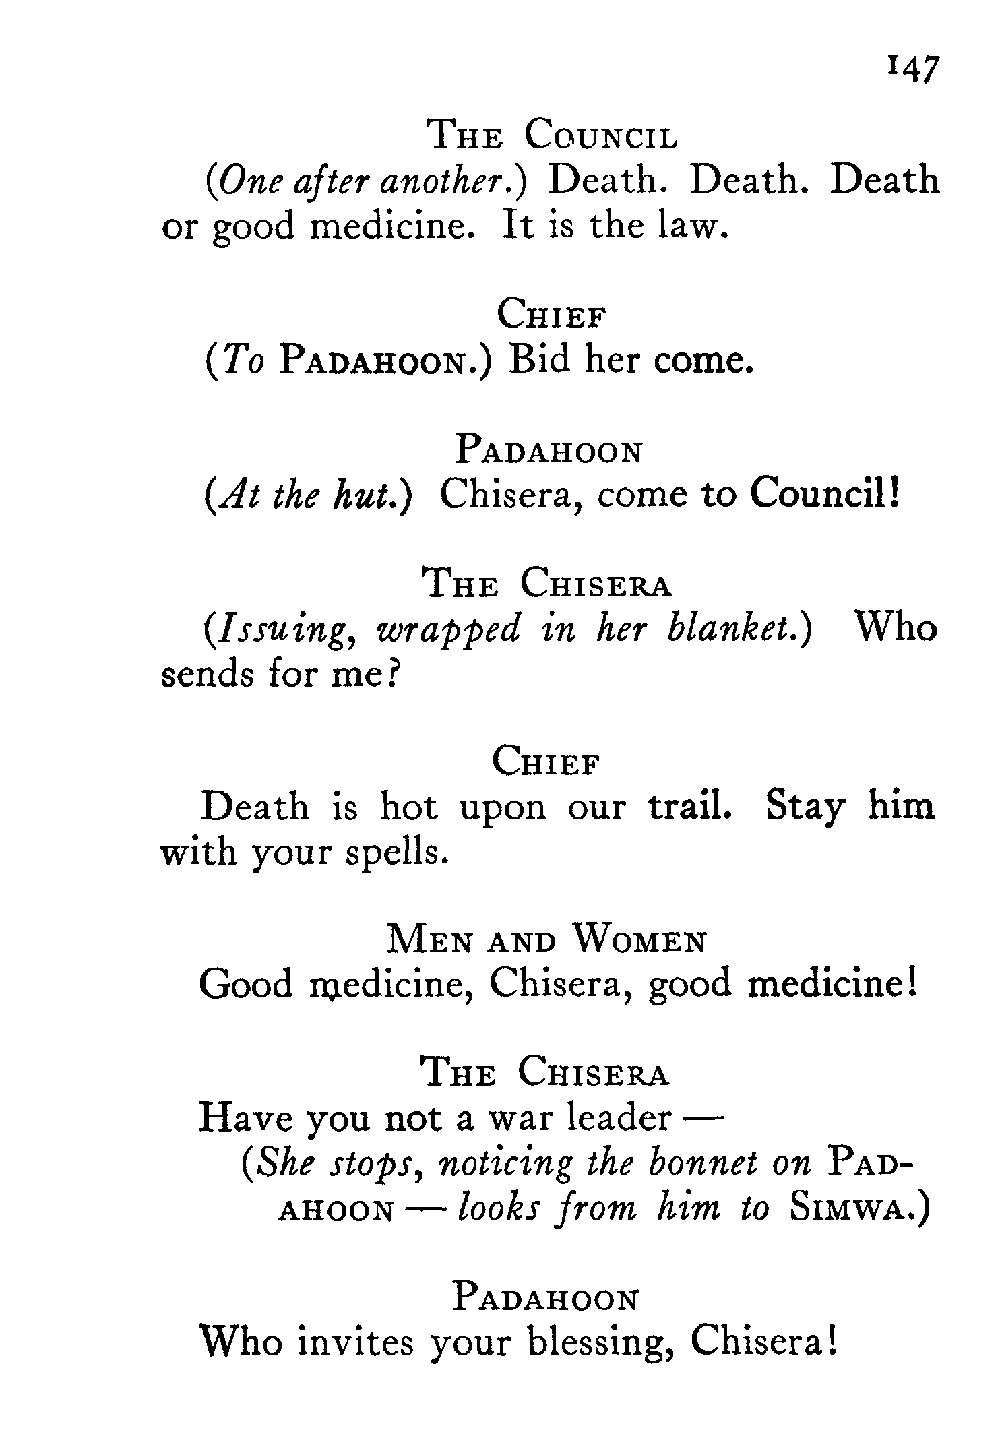 147
The Council
(One after another.) Death. Death. Death
or good medicine. It is the law.
Chief
(To Padahoon.) Bid her come.
Padahoon
(At the hut.) Chisera, come to Council!
The Chisera
(Issuing, wrapped in her blanket.) Who
sends for me?
Chief
Death is hot upon our trail. Stay him
with your spells.
Men and Women
Good medicine, Chisera, good medicine!
The Chisera
Have you not a war leader —
(She stops, noticing the bonnet on Pad-
ahoon — looks from him to Simwa.)
Padahoon
Who invites your blessing, Chisera!